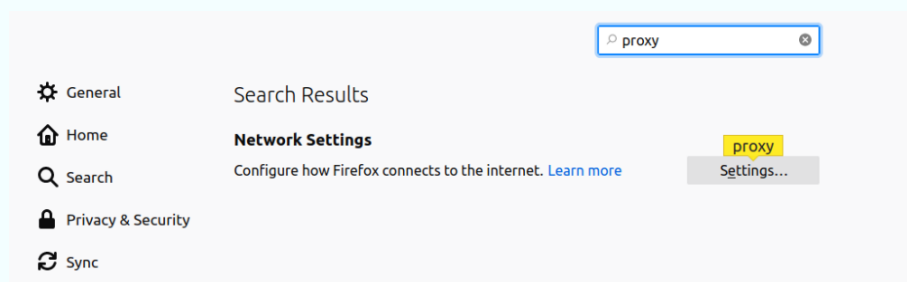 proxy
General
Search Results
Home
Network Settings
proxy
Configure how Firefox connects to the internet. Learn more
Settings...
Search
Privacy & Security
Sync